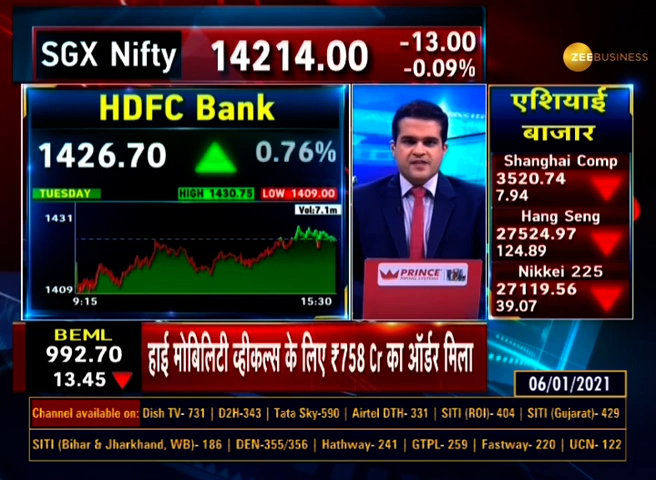 SGX Nifty 14214.00 -13.00
-0.09%
ZEE BUSINESS
HDFC Bank
1426.70 0.76%
TUESDAY HIGH 1430.75 LOW 1409.00
Vol:7.1m
1431
1409
9:15 15:30
PRINCE
PIPING SYSTEMS
एशियाई
बाजार
Shanghai Comp
3520.74
7.94
Hang Seng
27524.97
124.89
Nikkei 225
27119.56
39.07
BEML
992.70
13.45
हाई मोबिलिटी व्हीकल्स के लिए ₹758 Cr का ऑर्डर मिला
06/01/2021
Channel available on: Dish TV- 731 | D2H-343 | Tata Sky-590 | Airtel DTH- 331 | SITI (ROI)- 404 | SITI (Gujarat)- 429
SITI (Bihar & Jharkhand, WB)- 186 | DEN-355/356 | Hathway- 241 | GTPL- 259 | Fastway- 220 | UCN- 122